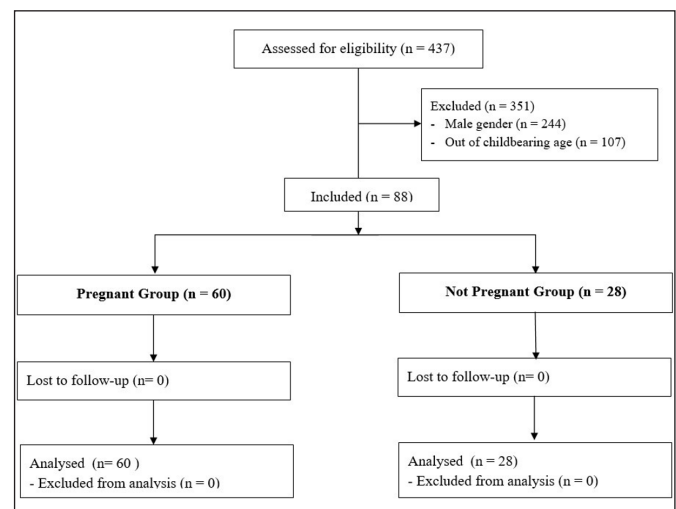 Assessed for eligibility (n = 437)
Excluded (n = 351)
- Male gender (n = 244)
- Out of childbearing age (n = 107)
Included (n = 88)
Pregnant Group (n = 60)
Not Pregnant Group (n = 28)
Lost to follow-up (n= 0)
Lost to follow-up (n= 0)
Analysed (n= 60 )
- Excluded from analysis (n = 0)
Analysed (n = 28)
- Excluded from analysis (n = 0)